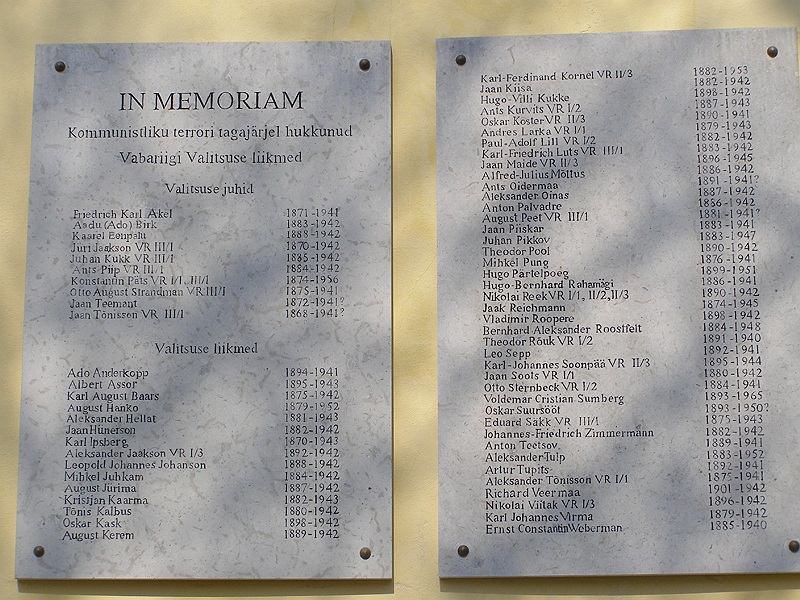 IN MEMORIAM
Kommunistliku terrori tagajärjel hukkunud
Vabariigi Valitsuse liikmed
Valitsuse juhid
Friedrich Karl Akel 1871-1941
Aadu (Ado) Birk 1883-1942
Kaarel Eenpalu 1888-1942
Jüri Jaakson VR III/1 1870-1942
Juhan Kukk VR III/1 1885-1942
Ants Piip VR III/1 1884-1942
Konstantin Päts VR I/1, III/1 1874-1956
Otto August Strandman VR III/1 1875-1941
Jaan Teemant 1872-1941?
Jaan Tõnisson VR III/1 1868-1941?
Valitsuse liikmed
Ado Anderkopp 1894-1941
Albert Assor 1895-1943
Karl August Baars 1875-1942
August Hanko 1879-1952
Aleksander Hellat 1881-1943
Jaan Hünerson 1882-1942
Karl Ipsberg 1870-1943
Aleksander Jaakson VR I/3 1892-1942
Leopold Johannes Johanson 1888-1942
Mihkel Juhkam 1884-1942
August Jürima 1887-1942
Kristjan Kaarma 1882-1943
Tõnis Kalbus 1880-1942
Oskar Kask 1898-1942
August Kerem 1889-1942
Karl-Ferdinand Kornel VR II/3 1882-1953
Jaan Kiisa 1882-1942
Hugo-Villi Kukke 1898-1942
Ants Kurvits VR I/2 1887-1943
Oskar Köster VR II/3 1890-1941
Andres Larka VR I/1 1879-1943
Paul-Adolf Lill VR I/2 1882-1942
Karl-Friedrich Luts VR III/1 1883-1942
Jaan Maide VR II/3 1896-1945
Alfred-Julius Mõttus 1886-1942
Ants Oidermaa 1891-1941?
Aleksander Oinas 1887-1942
Anton Palvadre 1886-1942
August Peet VR III/1 1881-1941?
Jaan Piiskar 1883-1941
Juhan Pikkov 1883-1947
Theodor Pool 1890-1942
Mihkel Pung 1876-1941
Hugo Pärtelpoeg 1899-1951
Hugo-Bernhard Rahamägi 1886-1941
Nikolai Reek VR I/1, II/2, II/3 1890-1942
Jaak Reichmann 1874-1945
Vladimir Roopere 1898-1942
Bernhard Aleksander Roostfelt 1884-1948
Theodor Rõuk VR I/2 1891-1940
Leo Sepp 1892-1941
Karl-Johannes Soonpää VR II/3 1895-1944
Jaan Soots VR I/1 1880-1942
Otto Sternbeck VR I/2 1884-1941
Voldemar Cristian Sumberg 1893-1965
Oskar Suursööt 1893-1950?
Eduard Säkk VR III/1 1875-1943
Johannes-Friedrich Zimmermann 1882-1942
Anton Teetsov 1889-1941
Aleksander Tulp 1883-1952
Artur Tupits 1892-1941
Aleksander Tõnisson VR I/1 1875-1941
Richard Veermaa 1901-1942
Nikolai Viitak VR I/3 1896-1942
Karl Johannes Virma 1879-1942
Ernst Constantin Weberman 1885-1940